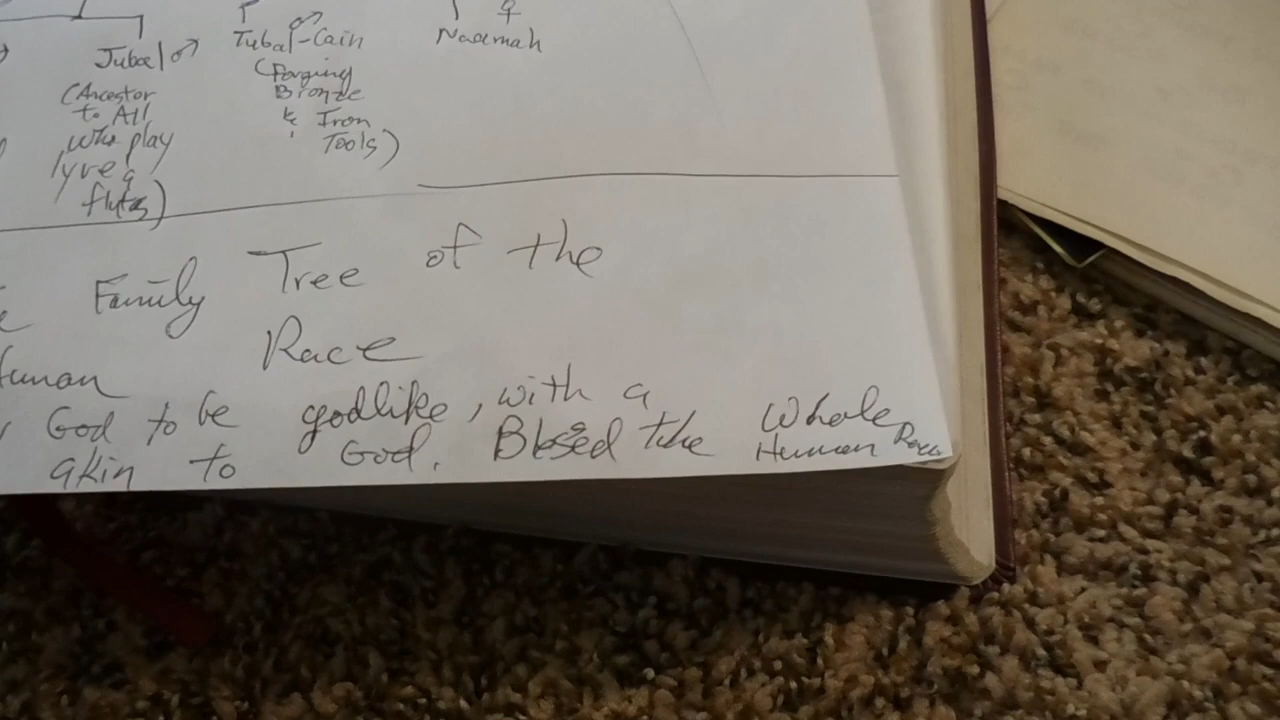 Jubal ♂ Tubal-Cain ♂ Naamah ♀
(Ancestor to All who play lyre & flutes)
(Forging Bronze & Iron Tools)
Family Tree of the
Human Race
God to be godlike, with a
akin to God. Blessed the Whole Human Race